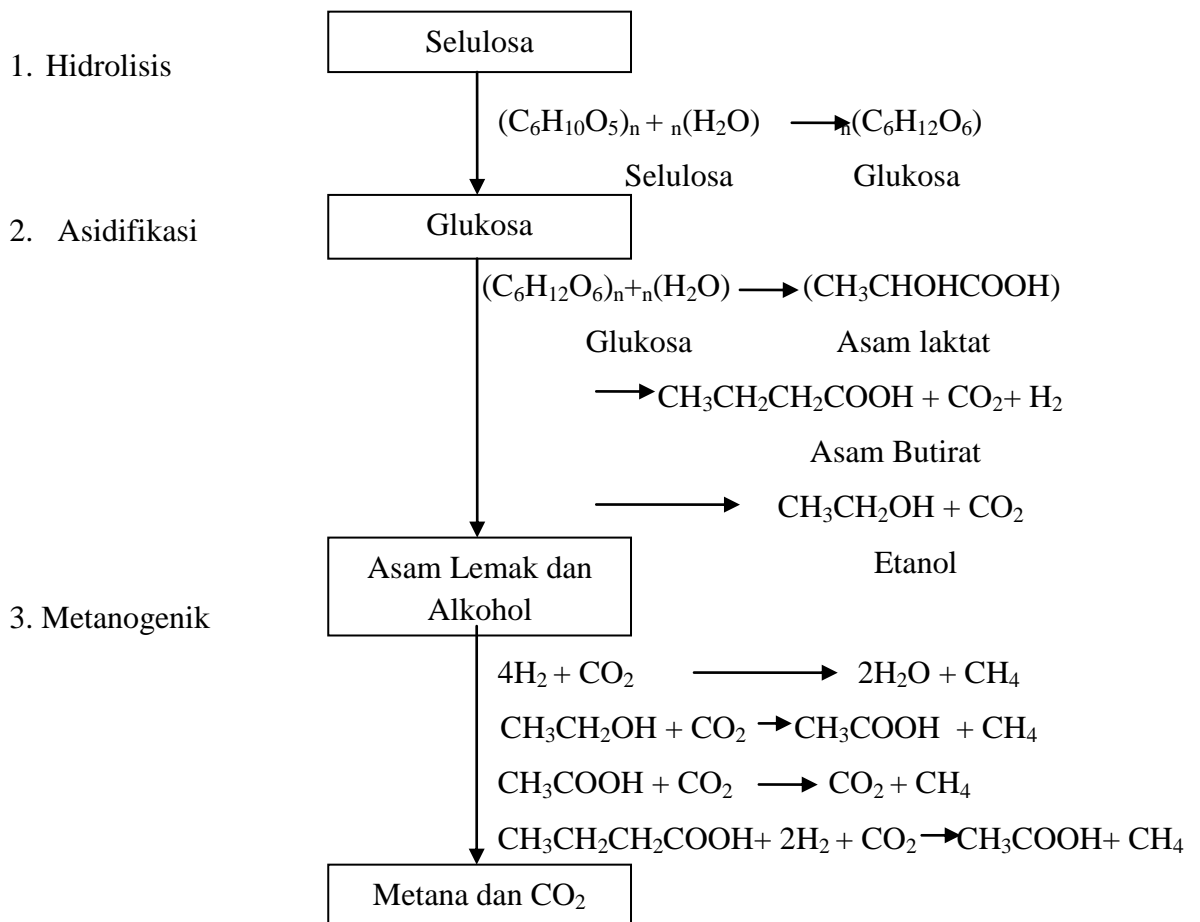 Selulosa
1. Hidrolisis
(C₆H₁₀O₅)ₙ + ₙ(H₂O) → ₙ(C₆H₁₂O₆)
Selulosa Glukosa
2. Asidifikasi Glukosa
(C₆H₁₂O₆)ₙ+ₙ(H₂O) → (CH₃CHOHCOOH)
Glukosa Asam laktat
→ CH₃CH₂CH₂COOH + CO₂+ H₂
Asam Butirat
→ CH₃CH₂OH + CO₂
Etanol
Asam Lemak dan
Alkohol
3. Metanogenik
4H₂ + CO₂ → 2H₂O + CH₄
CH₃CH₂OH + CO₂ → CH₃COOH + CH₄
CH₃COOH + CO₂ → CO₂ + CH₄
CH₃CH₂CH₂COOH+ 2H₂ + CO₂ → CH₃COOH+ CH₄
Metana dan CO₂